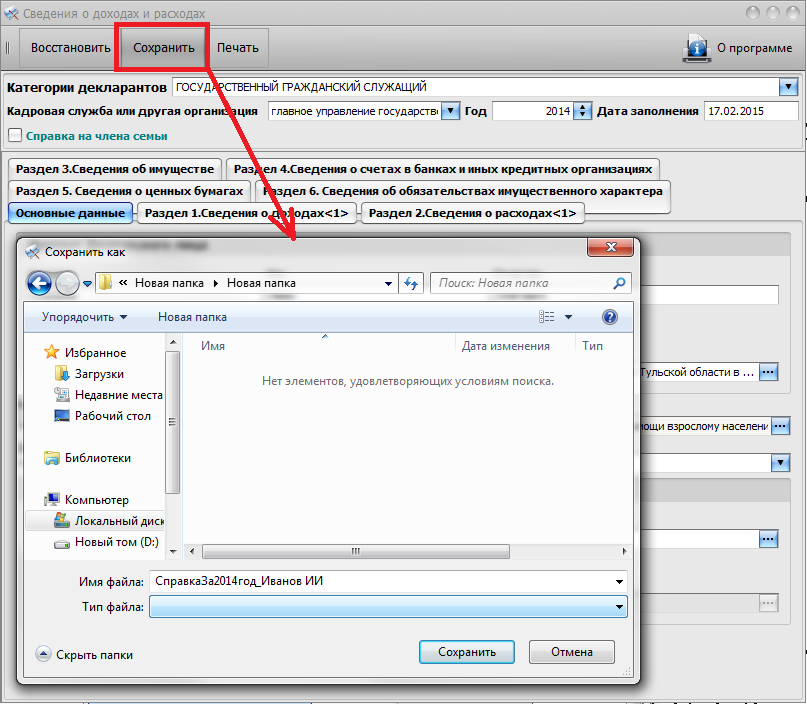 Сведения о доходах и расходах
Восстановить Сохранить Печать О программе
Категории декларантов ГОСУДАРСТВЕННЫЙ ГРАЖДАНСКИЙ СЛУЖАЩИЙ
Кадровая служба или другая организация главное управление государстве Год 2014 Дата заполнения 17.02.2015
Справка на члена семьи
Раздел 3.Сведения об имуществе Раздел 4.Сведения о счетах в банках и иных кредитных организациях
Раздел 5. Сведения о ценных бумагах Раздел 6. Сведения об обязательствах имущественного характера
Основные данные Раздел 1.Сведения о доходах<1> Раздел 2.Сведения о расходах<1>
Сохранить как
« Новая папка Новая папка Поиск: Новая папка
Упорядочить Новая папка
Имя Дата изменения Тип
Нет элементов, удовлетворяющих условиям поиска.
Избранное
Загрузки
Недавние места
Рабочий стол
Библиотеки
Компьютер
Локальный диск
Новый том (D:)
Тульской области в ...
ощи взрослому населени
Имя файла: СправкаЗа2014год_Иванов ИИ
Тип файла:
Скрыть папки Сохранить Отмена